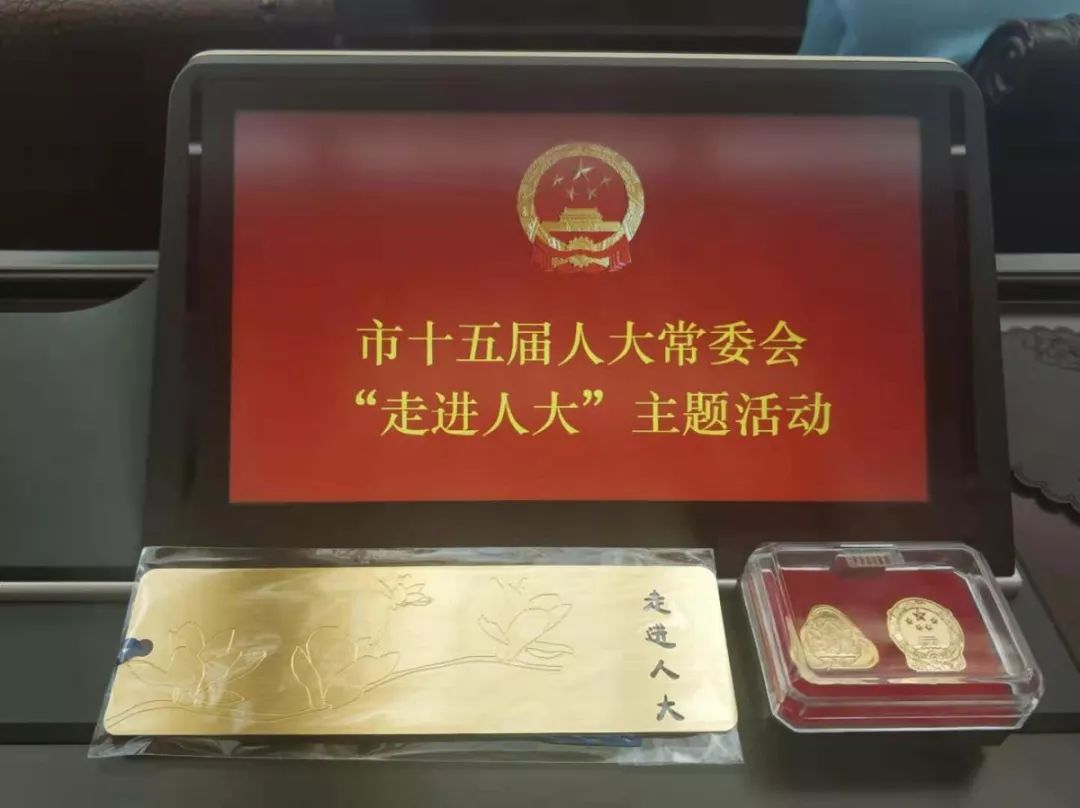 市十五届人大常委会
“走进人大”主题活动
走进人大